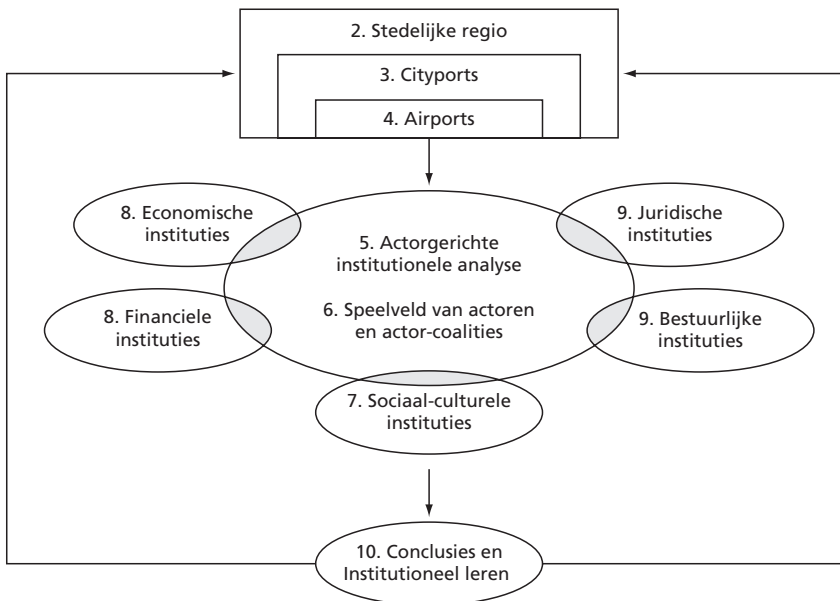 2. Stedelijke regio
3. Cityports
4. Airports
8. Economische
instituties
9. Juridische
instituties
5. Actorgerichte
institutionele analyse
6. Speelveld van actoren
en actor-coalities
8. Financiele
instituties
9. Bestuurlijke
instituties
7. Sociaal-culturele
instituties
10. Conclusies en
Institutioneel leren